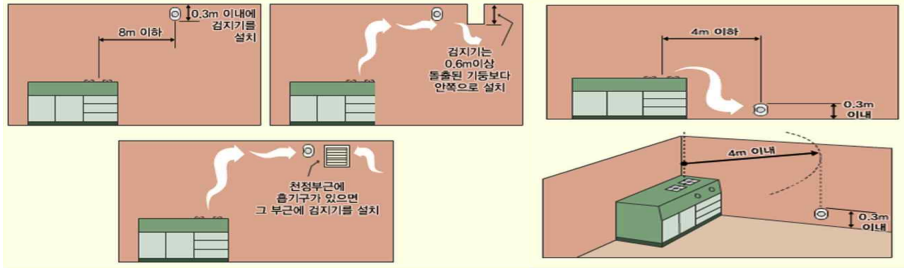 0.3m 이내에
검지기를
설치
8m 이하
검지기는
0.6m이상
돌출된 기둥보다
안쪽으로 설치
4m 이하
0.3m
이내
천정부근에
흡기구가 있으면
그 부근에 검지기를 설치
4m 이내
0.3m
이내